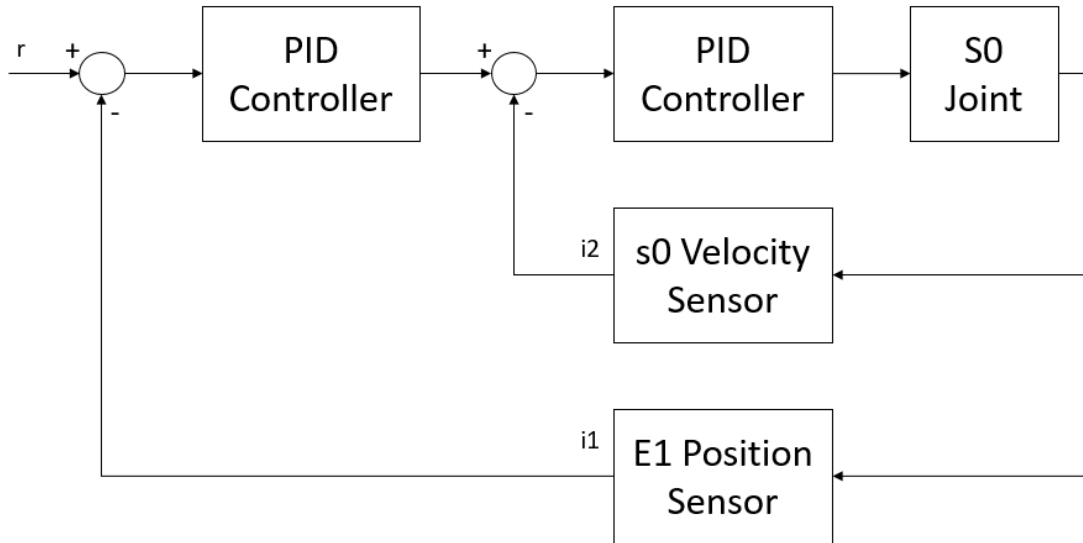 r
+
-
PID
Controller
+
-
PID
Controller
S0
Joint
i2
s0 Velocity
Sensor
i1
E1 Position
Sensor